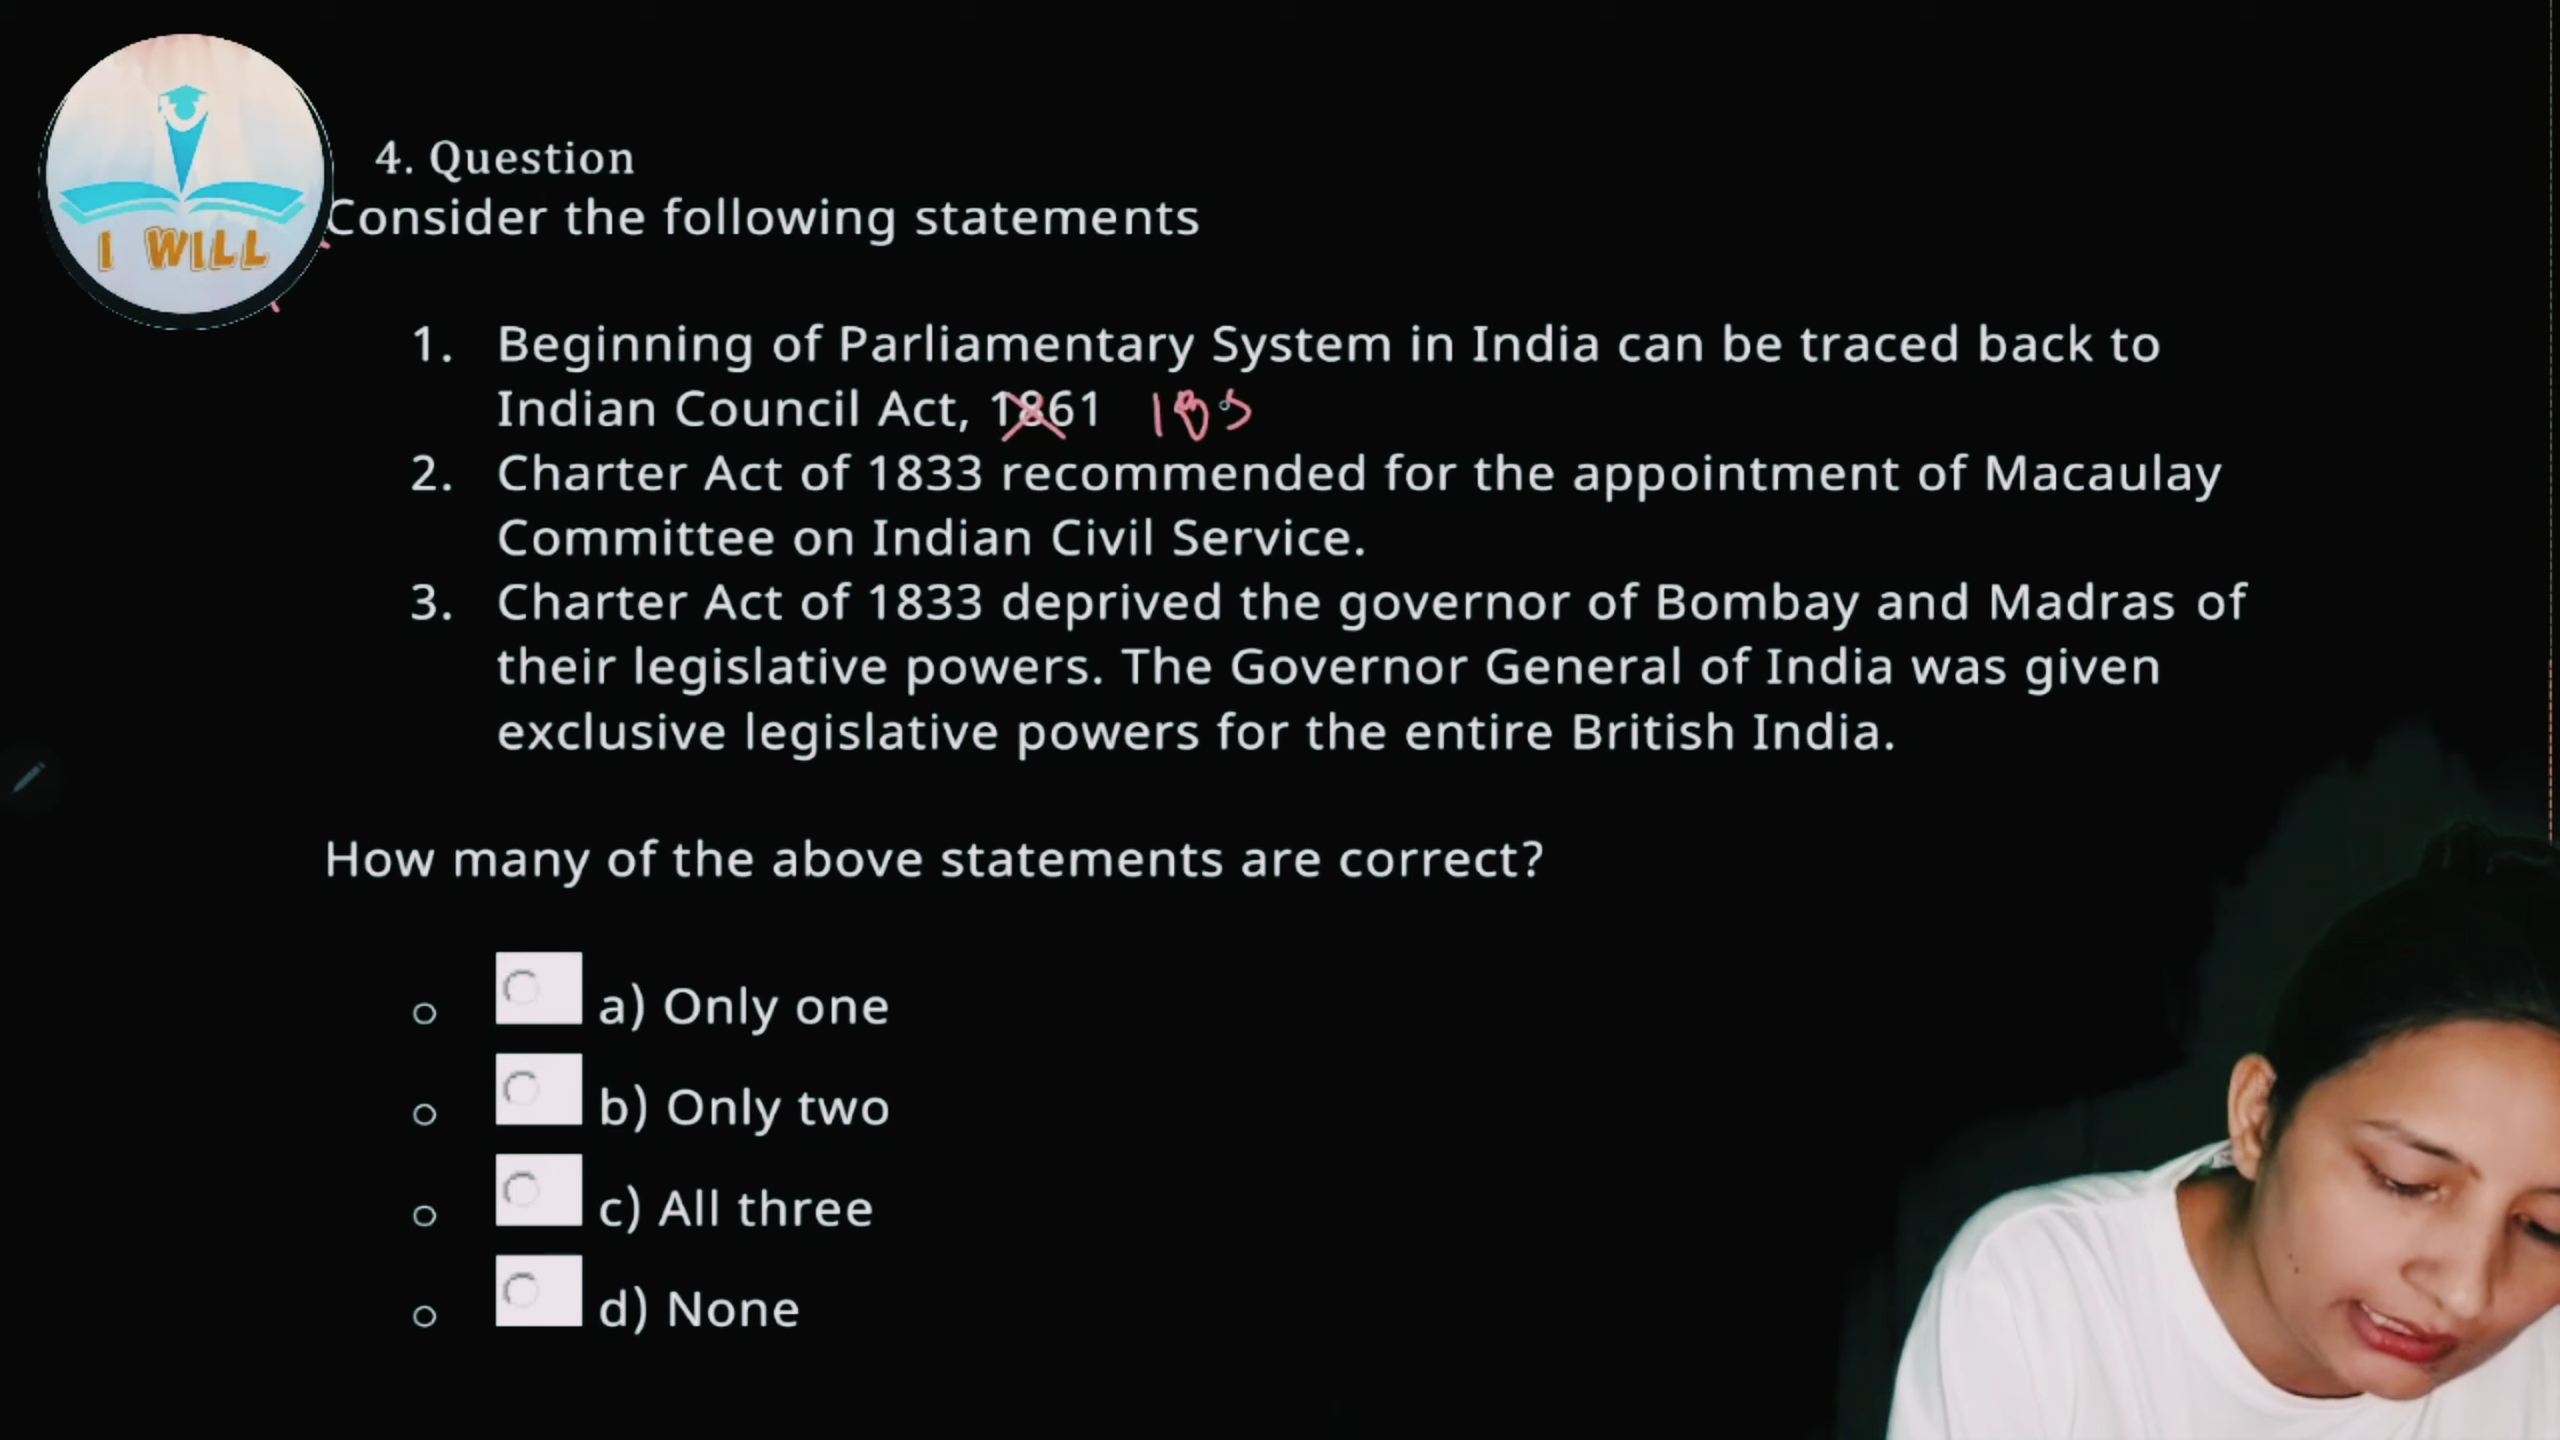 I WILL
4. Question
Consider the following statements
1. Beginning of Parliamentary System in India can be traced back to
Indian Council Act, 1861 185
2. Charter Act of 1833 recommended for the appointment of Macaulay
Committee on Indian Civil Service.
3. Charter Act of 1833 deprived the governor of Bombay and Madras of
their legislative powers. The Governor General of India was given
exclusive legislative powers for the entire British India.
How many of the above statements are correct?
a) Only one
b) Only two
c) All three
d) None